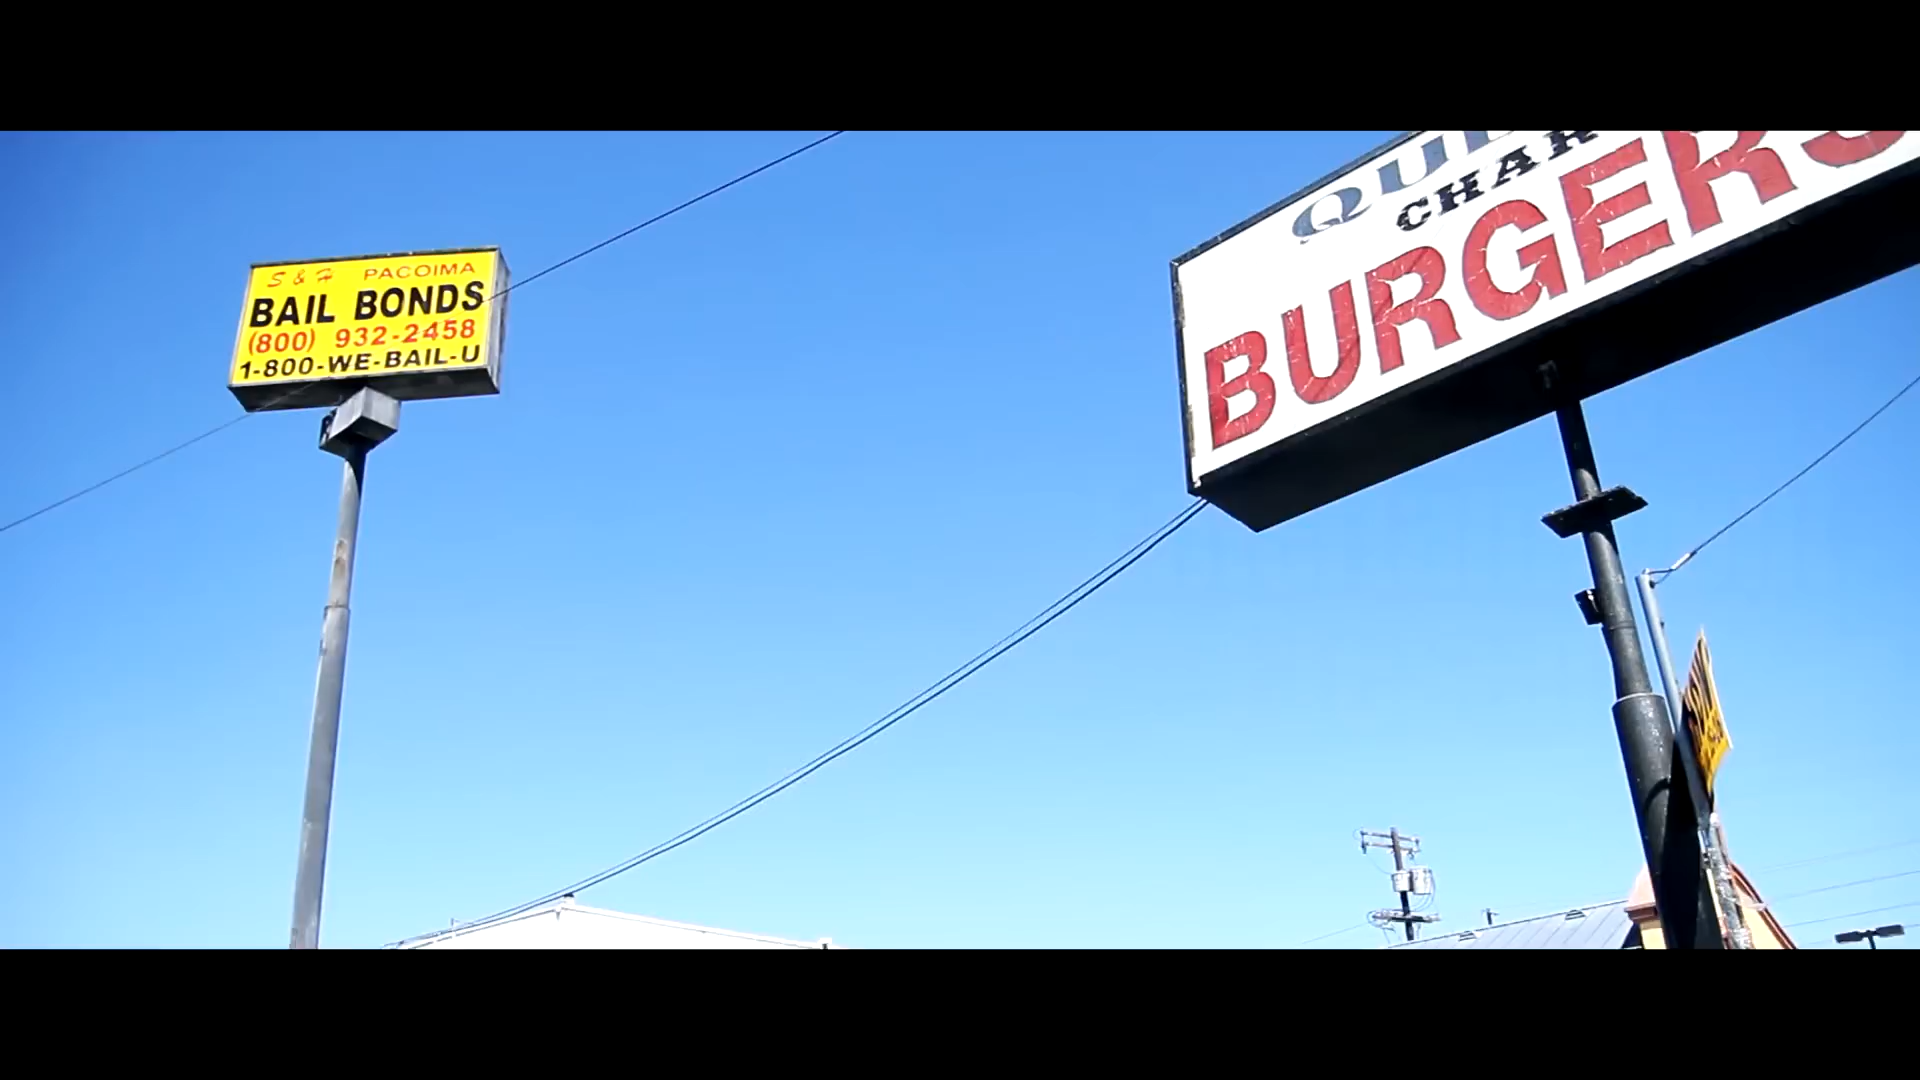 S & H PACOIMA
BAIL BONDS
(800) 932-2458
1-800-WE-BAIL-U
CHAR
BURGERS